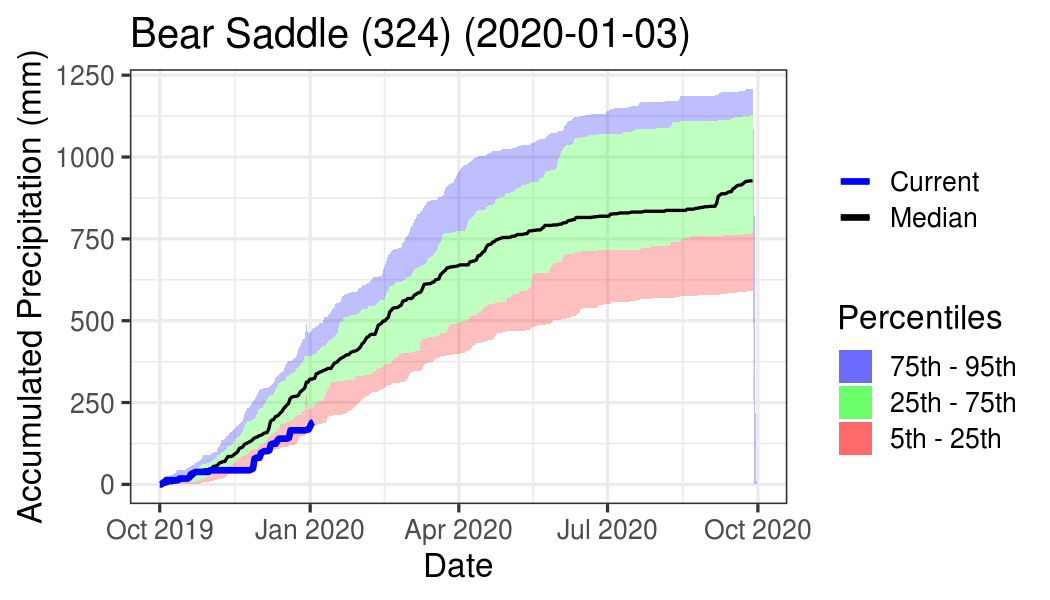 Bear Saddle (324) (2020-01-03)
Accumulated Precipitation (mm)
1250
1000
750
500
250
0
Oct 2019
Jan 2020
Apr 2020
Jul 2020
Oct 2020
Date
Current
Median
Percentiles
75th - 95th
25th - 75th
5th - 25th